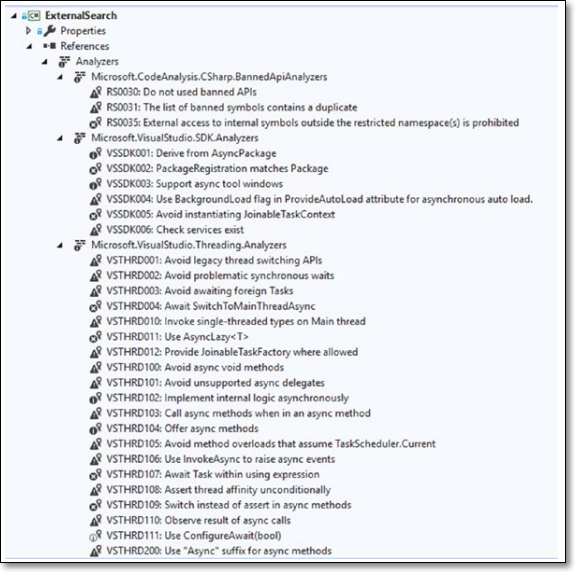 C# ExternalSearch
Properties
References
Analyzers
Microsoft.CodeAnalysis.CSharp.BannedApiAnalyzers
RS0030: Do not used banned APIs
RS0031: The list of banned symbols contains a duplicate
RS0035: External access to internal symbols outside the restricted namespace(s) is prohibited
Microsoft.VisualStudio.SDK.Analyzers
VSSDK001: Derive from AsyncPackage
VSSDK002: PackageRegistration matches Package
VSSDK003: Support async tool windows
VSSDK004: Use BackgroundLoad flag in ProvideAutoLoad attribute for asynchronous auto load.
VSSDK005: Avoid instantiating JoinableTaskContext
VSSDK006: Check services exist
Microsoft.VisualStudio.Threading.Analyzers
VSTHRD001: Avoid legacy thread switching APIs
VSTHRD002: Avoid problematic synchronous waits
VSTHRD003: Avoid awaiting foreign Tasks
VSTHRD004: Await SwitchToMainThreadAsync
VSTHRD010: Invoke single-threaded types on Main thread
VSTHRD011: Use AsyncLazy<T>
VSTHRD012: Provide JoinableTaskFactory where allowed
VSTHRD100: Avoid async void methods
VSTHRD101: Avoid unsupported async delegates
VSTHRD102: Implement internal logic asynchronously
VSTHRD103: Call async methods when in an async method
VSTHRD104: Offer async methods
VSTHRD105: Avoid method overloads that assume TaskScheduler.Current
VSTHRD106: Use InvokeAsync to raise async events
VSTHRD107: Await Task within using expression
VSTHRD108: Assert thread affinity unconditionally
VSTHRD109: Switch instead of assert in async methods
VSTHRD110: Observe result of async calls
VSTHRD111: Use ConfigureAwait(bool)
VSTHRD200: Use "Async" suffix for async methods